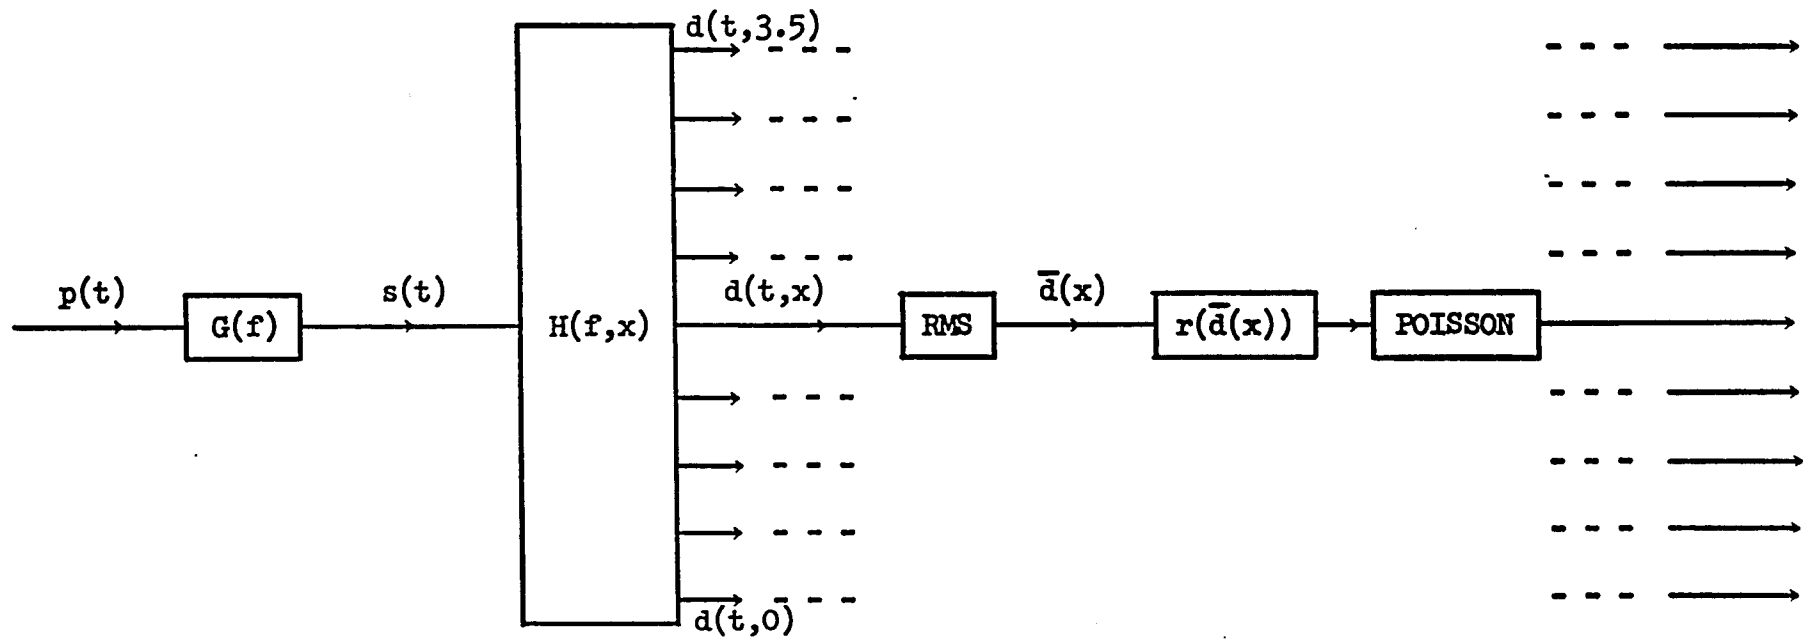 d(t,3.5)
p(t)
G(f)
s(t)
H(f,x)
d(t,x)
RMS
d̅(x)
r(d̅(x))
POISSON
d(t,0)